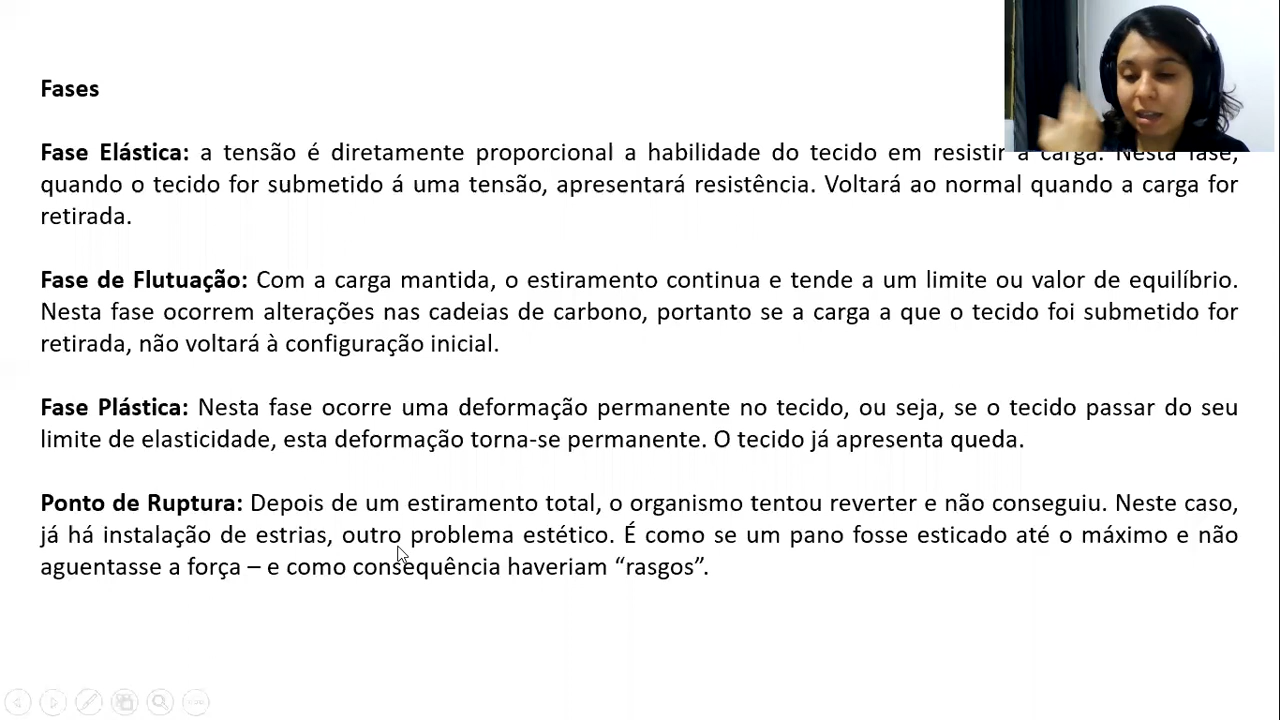 Fases
Fase Elástica: a tensão é diretamente proporcional a habilidade do tecido em resistir a carga. Nesta fase,
quando o tecido for submetido á uma tensão, apresentará resistência. Voltará ao normal quando a carga for
retirada.
Fase de Flutuação: Com a carga mantida, o estiramento continua e tende a um limite ou valor de equilíbrio.
Nesta fase ocorrem alterações nas cadeias de carbono, portanto se a carga a que o tecido foi submetido for
retirada, não voltará à configuração inicial.
Fase Plástica: Nesta fase ocorre uma deformação permanente no tecido, ou seja, se o tecido passar do seu
limite de elasticidade, esta deformação torna-se permanente. O tecido já apresenta queda.
Ponto de Ruptura: Depois de um estiramento total, o organismo tentou reverter e não conseguiu. Neste caso,
já há instalação de estrias, outro problema estético. É como se um pano fosse esticado até o máximo e não
aguentasse a força – e como consequência haveriam “rasgos”.